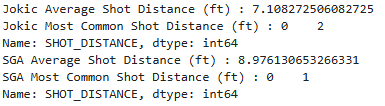 Jokic Average Shot Distance (ft) : 7.108272506082725
Jokic Most Common Shot Distance (ft) : 0    2
Name: SHOT_DISTANCE, dtype: int64
SGA Average Shot Distance (ft) : 8.976130653266331
SGA Most Common Shot Distance (ft) : 0    1
Name: SHOT_DISTANCE, dtype: int64